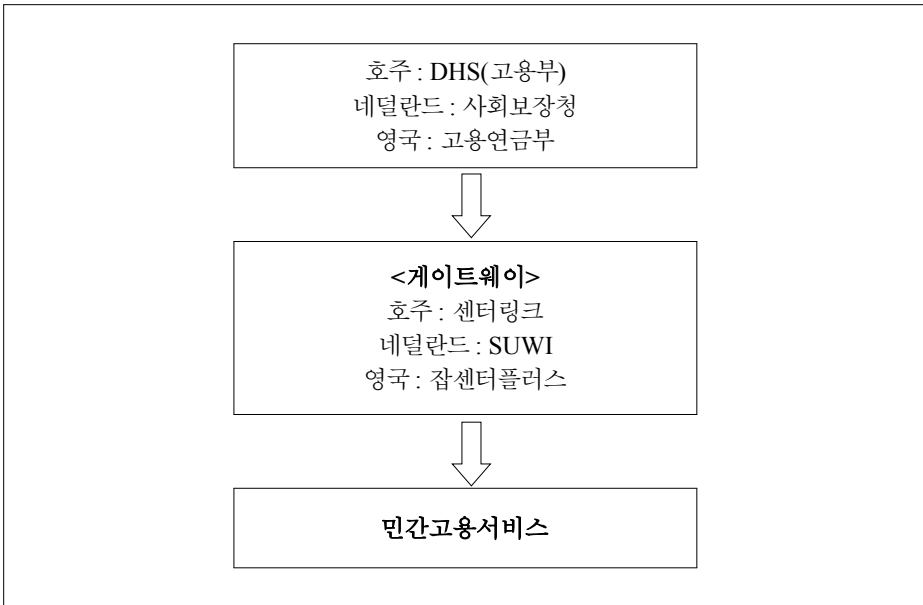 호주 : DHS(고용부)
네덜란드 : 사회보장청
영국 : 고용연금부
<게이트웨이>
호주 : 센터링크
네덜란드 : SUWI
영국 : 잡센터플러스
민간고용서비스